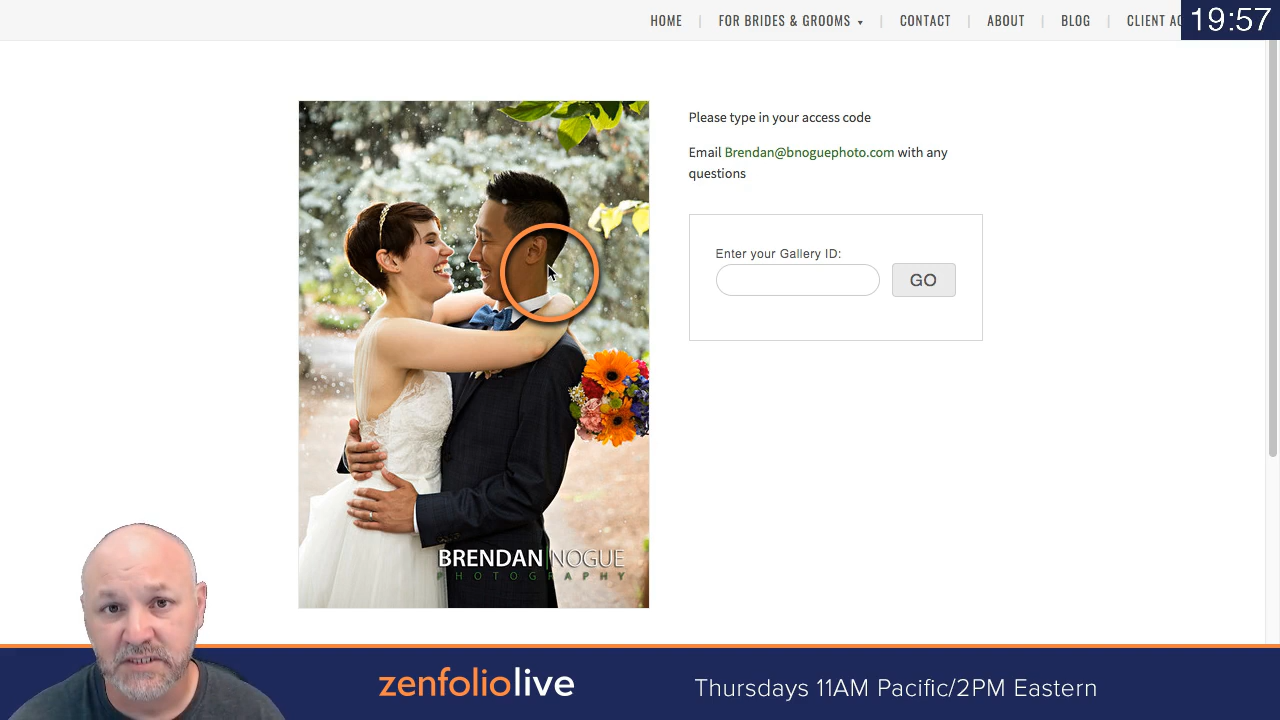 HOME | FOR BRIDES & GROOMS ▾ | CONTACT | ABOUT | BLOG | CLIENT
19:57
Please type in your access code
Email Brendan@bnoguephoto.com with any
questions
Enter your Gallery ID:
GO
BRENDAN NOGUE
PHOTOGRAPHY
zenfoliolive
Thursdays 11AM Pacific/2PM Eastern